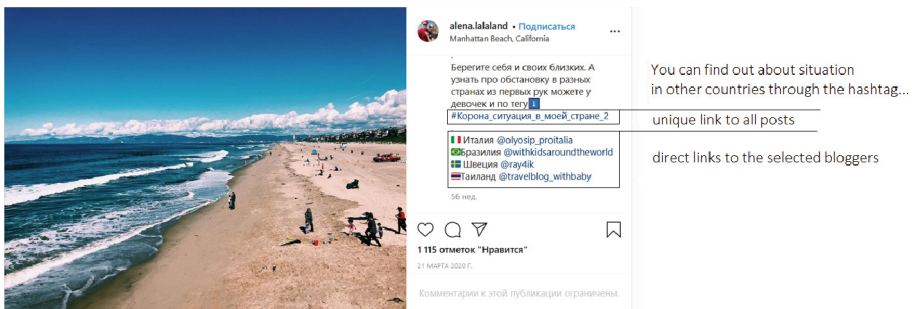 alena.lalaland • Подписаться
Manhattan Beach, California
...
.
Берегите себя и своих близких. А
узнать про обстановку в разных
странах из первых рук можете у
девочек и по тегу⬇️
#Корона_ситуация_в_моей_стране_2
.
🇮🇹 Италия @olyosip_proitalia
🇧🇷Бразилия @withkidsaroundtheworld
🇸🇪 Швеция @ray4ik
🇹🇭Таиланд @travelblog_withbaby
56 нед.
1 115 отметок "Нравится"
21 МАРТА 2020 Г.
Комментарии к этой публикации ограничены.
You can find out about situation
in other countries through the hashtag...
unique link to all posts
direct links to the selected bloggers